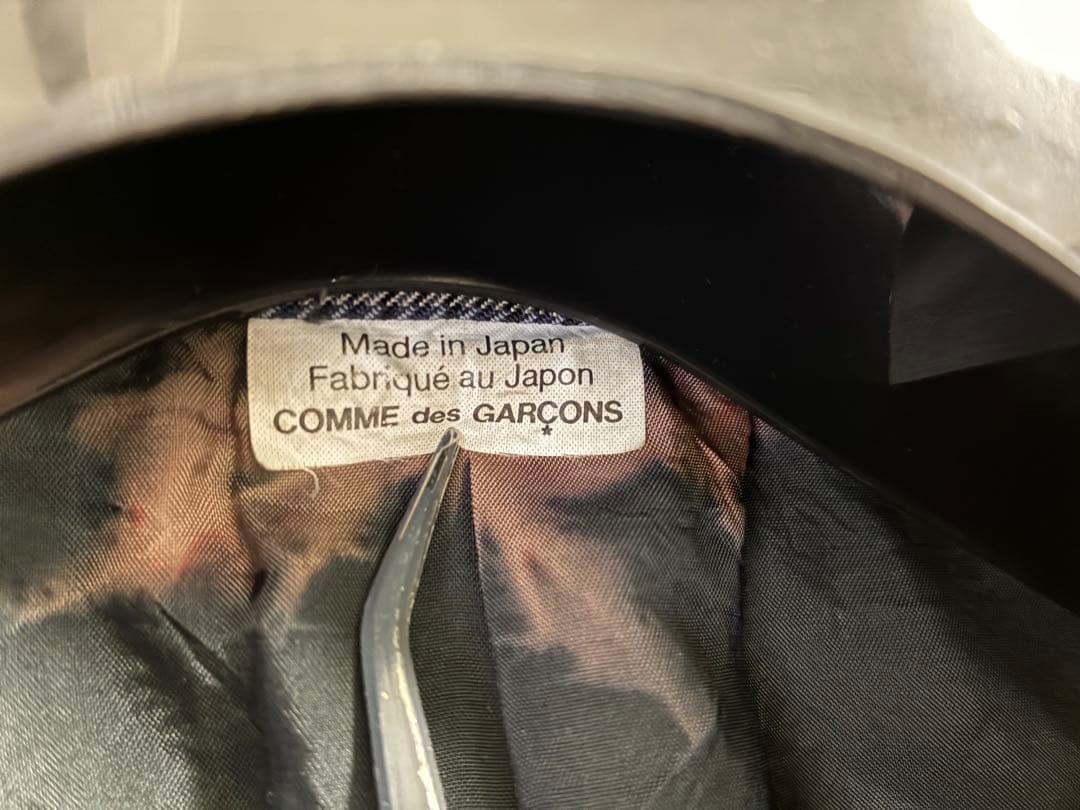 Made in Japan
Fabriqué au Japon
COMME des GARÇONS
*